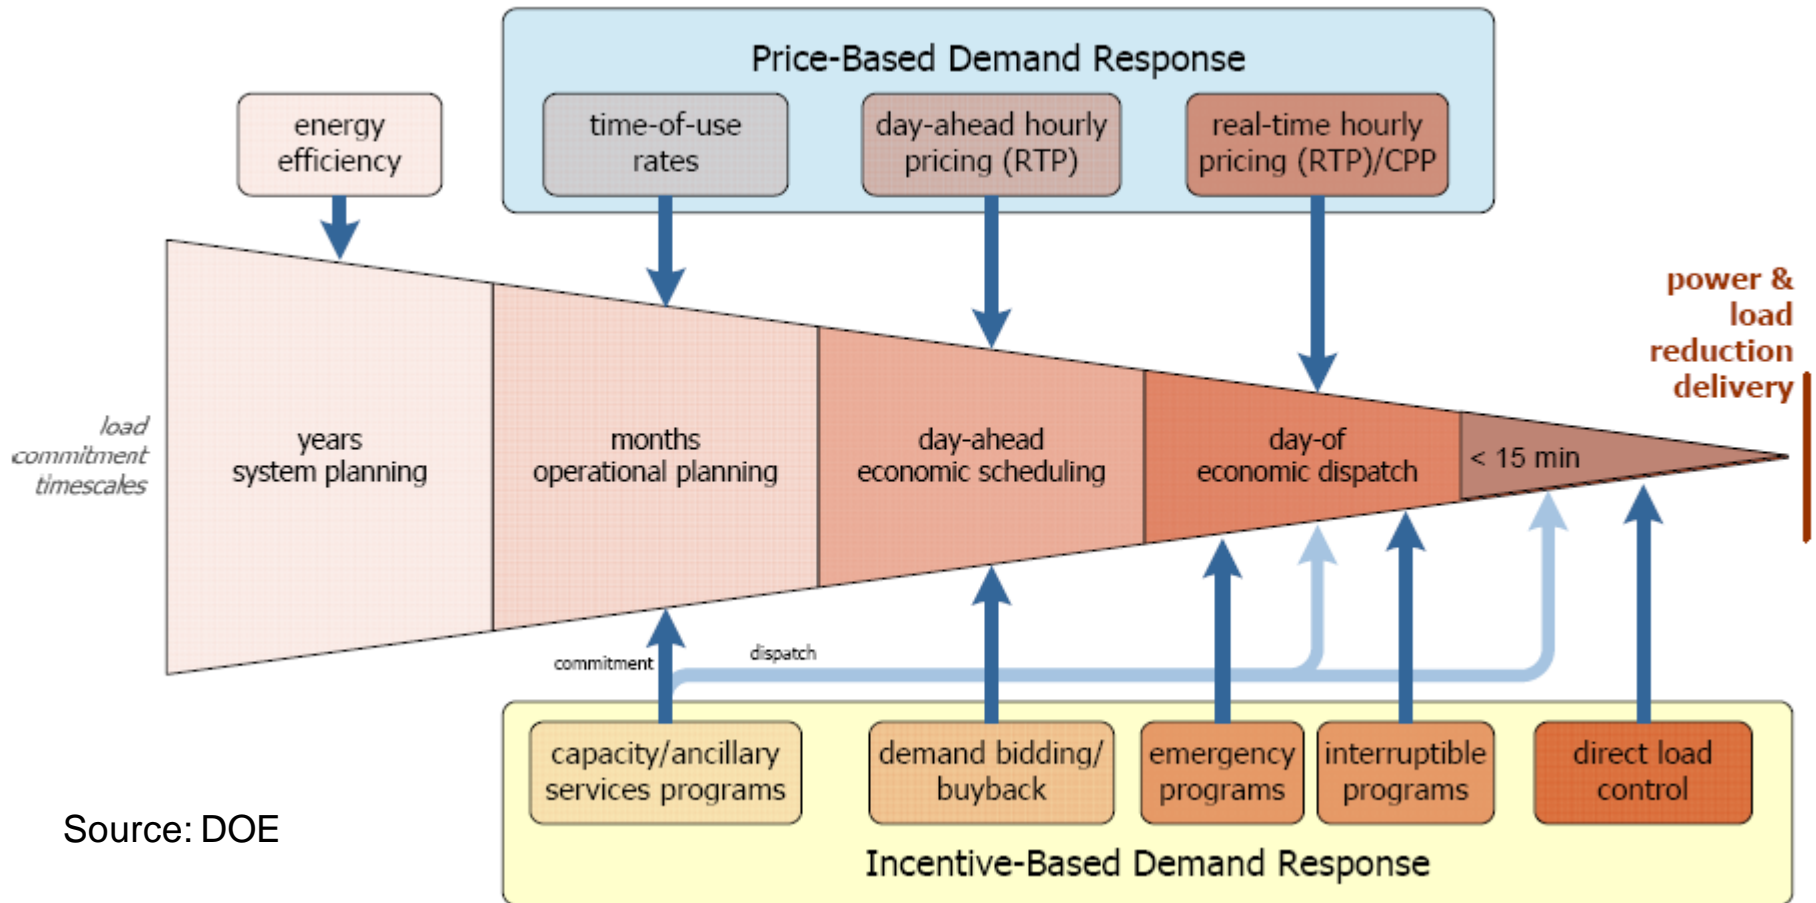 Price-Based Demand Response
energy
efficiency
time-of-use
rates
day-ahead hourly
pricing (RTP)
real-time hourly
pricing (RTP)/CPP
power &
load
reduction
delivery
load
commitment
timescales
years
system planning
months
operational planning
day-ahead
economic scheduling
day-of
economic dispatch
< 15 min
commitment
dispatch
capacity/ancillary
services programs
demand bidding/
buyback
emergency
programs
interruptible
programs
direct load
control
Source: DOE
Incentive-Based Demand Response